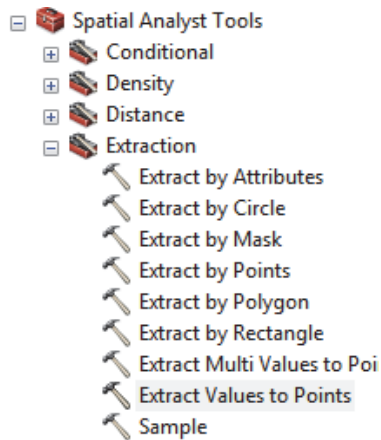 Spatial Analyst Tools
Conditional
Density
Distance
Extraction
Extract by Attributes
Extract by Circle
Extract by Mask
Extract by Points
Extract by Polygon
Extract by Rectangle
Extract Multi Values to Poi
Extract Values to Points
Sample